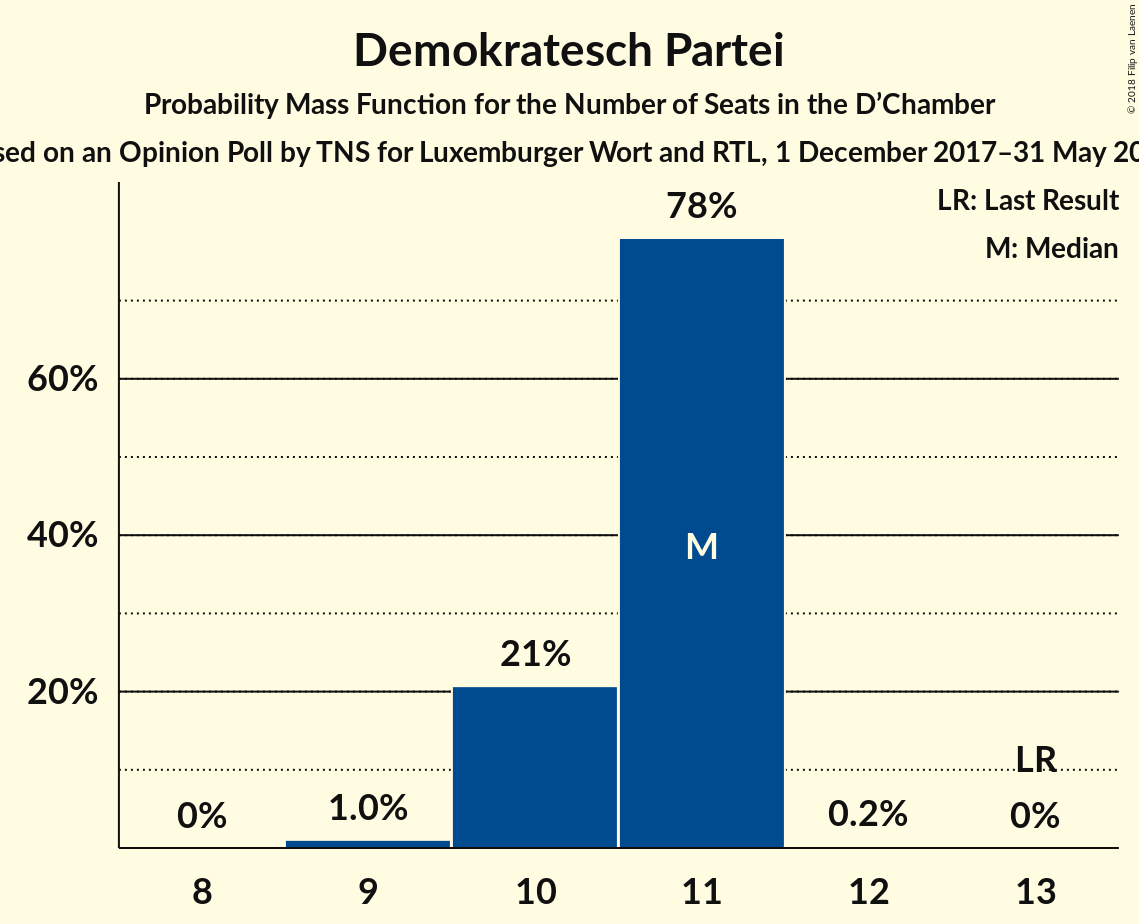 Demokratesch Partei
Probability Mass Function for the Number of Seats in the D’Chamber
sed on an Opinion Poll by TNS for Luxemburger Wort and RTL, 1 December 2017–31 May 20
© 2018 Filip van Laenen
LR: Last Result
M: Median
78%
60%
40%
M
21%
20%
LR
0%
1.0%
0.2%
0%
8
9
10
11
12
13